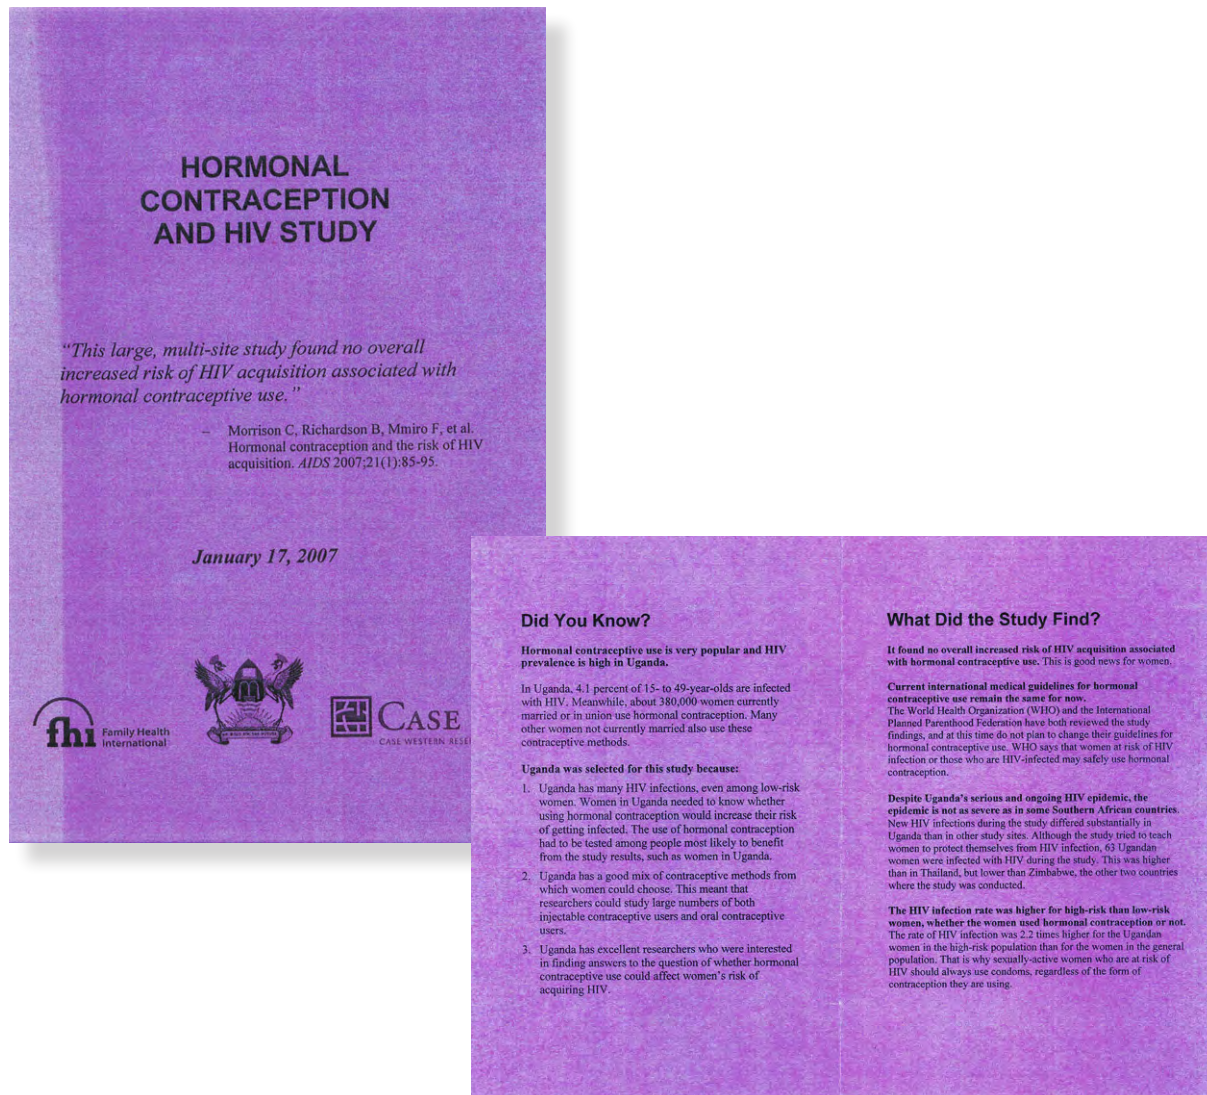 HORMONAL
CONTRACEPTION
AND HIV STUDY
"This large, multi-site study found no overall
increased risk of HIV acquisition associated with
hormonal contraceptive use."
– Morrison C, Richardson B, Mmiro F, et al.
Hormonal contraception and the risk of HIV
acquisition. AIDS 2007;21(1):85-95.
January 17, 2007
fhi Family Health
International
CASE
CASE WESTERN
Did You Know?
Hormonal contraceptive use is very popular and HIV
prevalence is high in Uganda.
In Uganda, 4.1 percent of 15- to 49-year-olds are infected
with HIV. Meanwhile, about 380,000 women currently
married or in union use hormonal contraception. Many
other women not currently married also use these
contraceptive methods.
Uganda was selected for this study because:
1. Uganda has many HIV infections, even among low-risk
women. Women in Uganda needed to know whether
using hormonal contraception would increase their risk
of getting infected. The use of hormonal contraception
had to be tested among people most likely to benefit
from the study results, such as women in Uganda.
2. Uganda has a good mix of contraceptive methods from
which women could choose. This meant that
researchers could study large numbers of both
injectable contraceptive users and oral contraceptive
users.
3. Uganda has excellent researchers who were interested
in finding answers to the question of whether hormonal
contraceptive use could affect women's risk of
acquiring HIV.
What Did the Study Find?
It found no overall increased risk of HIV acquisition associated
with hormonal contraceptive use. This is good news for women.
Current international medical guidelines for hormonal
contraceptive use remain the same for now.
The World Health Organization (WHO) and the International
Planned Parenthood Federation have both reviewed the study
findings, and at this time do not plan to change their guidelines for
hormonal contraceptive use. WHO says that women at risk of HIV
infection or those who are HIV-infected may safely use hormonal
contraception.
Despite Uganda's serious and ongoing HIV epidemic, the
epidemic is not as severe as in some Southern African countries.
New HIV infections during the study differed substantially in
Uganda than in other study sites. Although the study tried to teach
women to protect themselves from HIV infection, 63 Ugandan
women were infected with HIV during the study. This was higher
than in Thailand, but lower than Zimbabwe, the other two countries
where the study was conducted.
The HIV infection rate was higher for high-risk than low-risk
women, whether the women used hormonal contraception or not.
The rate of HIV infection was 2.2 times higher for the Ugandan
women in the high-risk population than for the women in the general
population. That is why sexually-active women who are at risk of
HIV should always use condoms, regardless of the form of
contraception they are using.